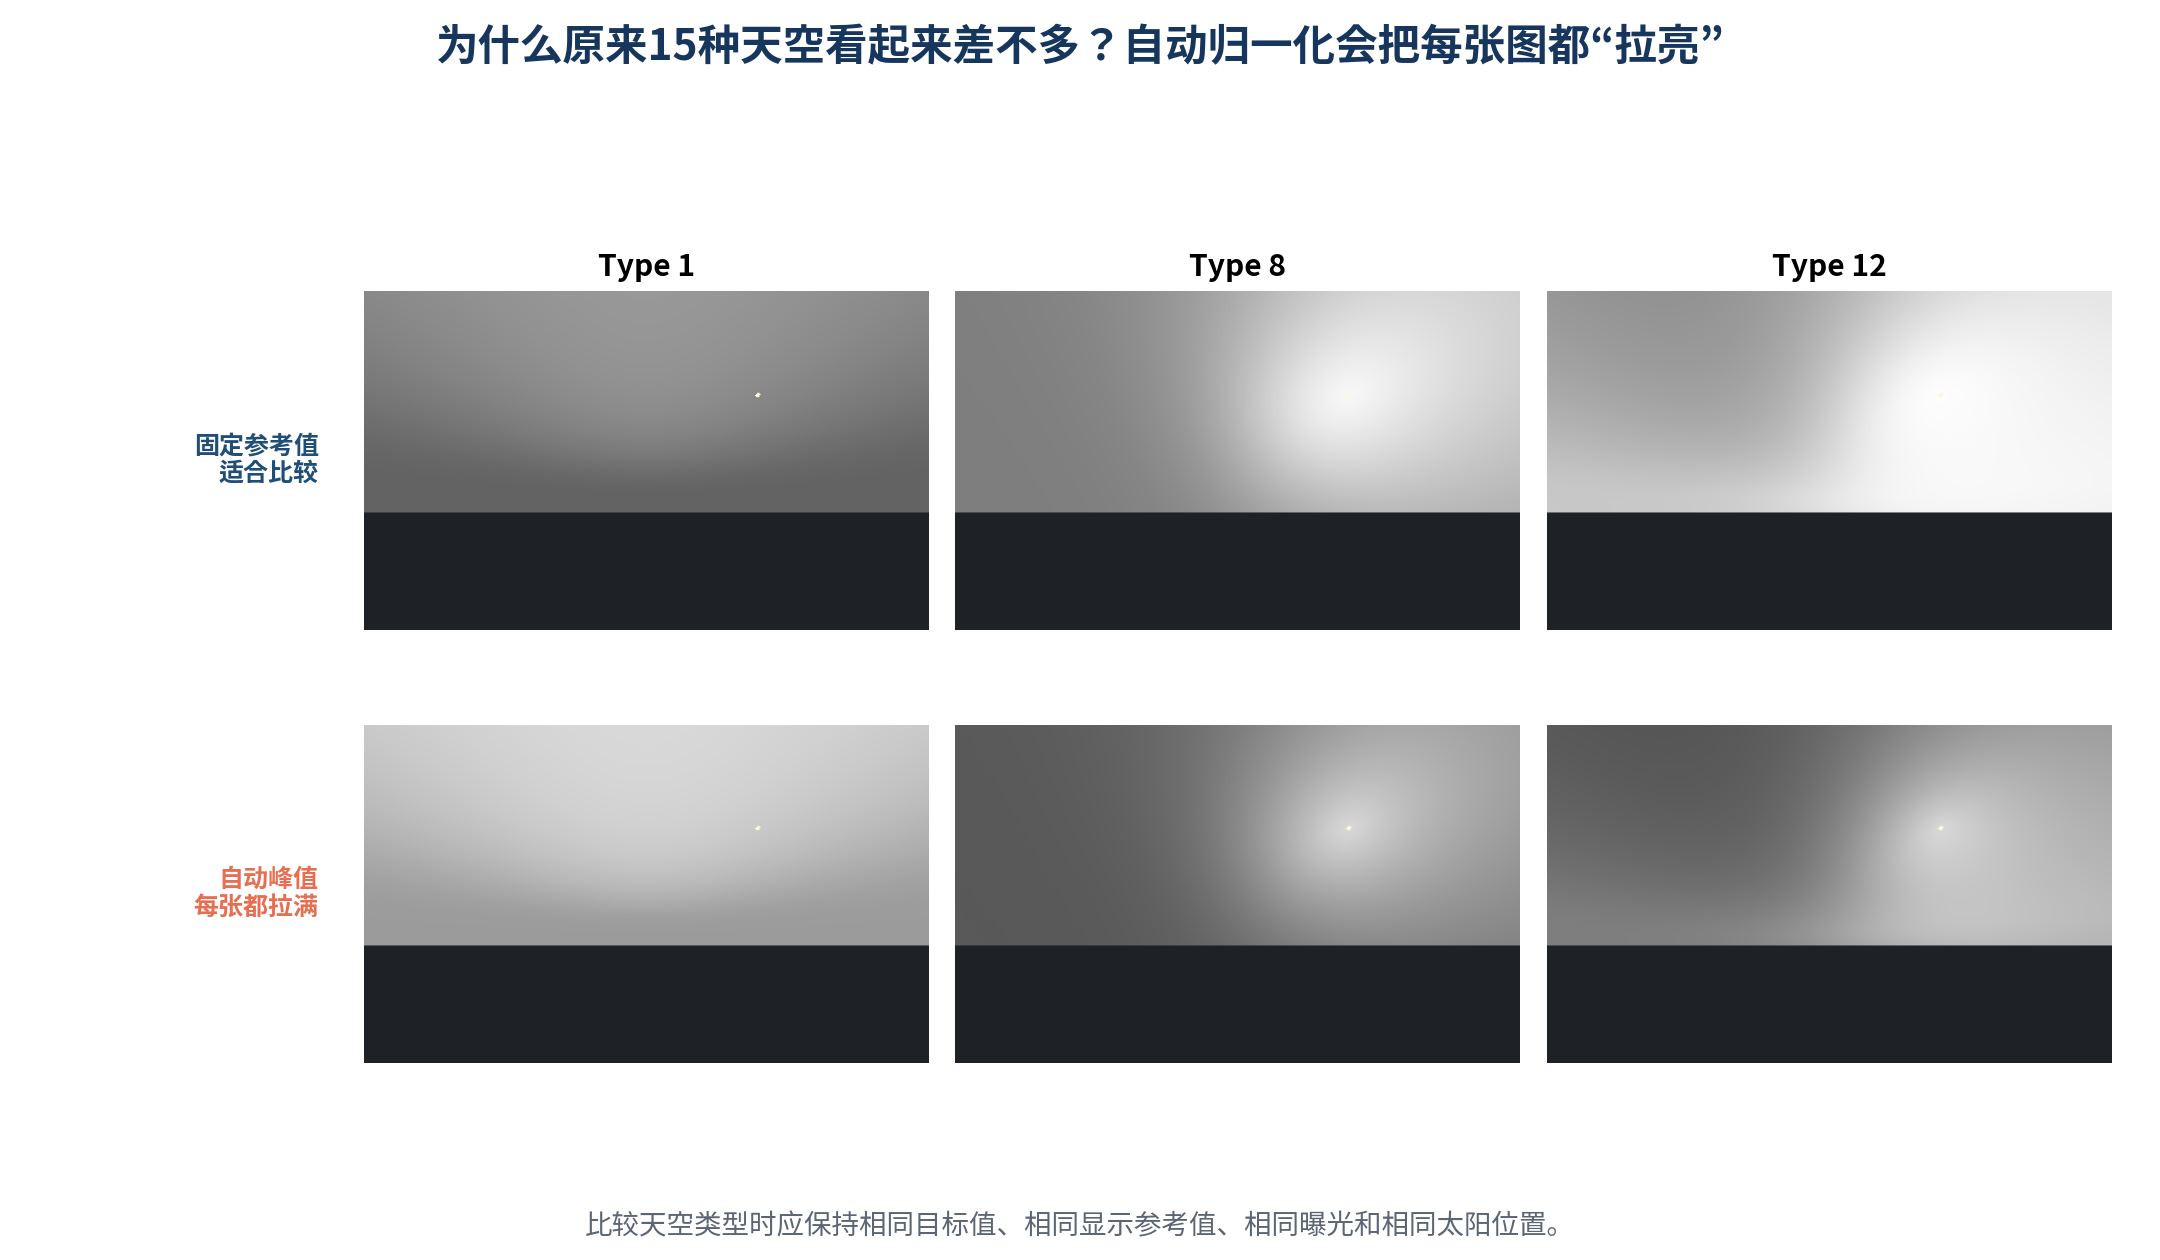 为什么原来15种天空看起来差不多？自动归一化会把每张图都“拉亮”
Type 1
Type 8
Type 12
固定参考值
适合比较
自动峰值
每张都拉满
比较天空类型时应保持相同目标值、相同显示参考值、相同曝光和相同太阳位置。